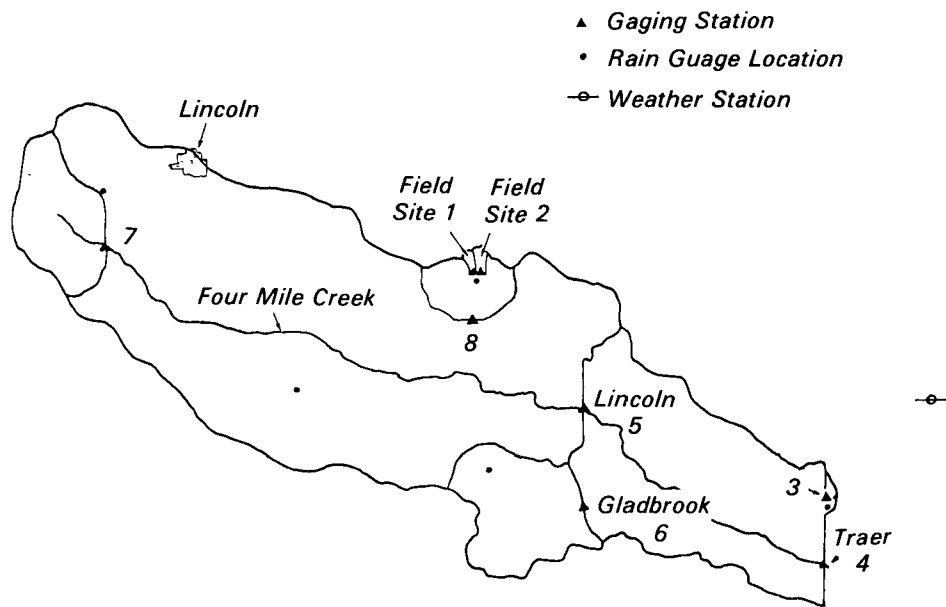 Gaging Station
Rain Guage Location
Weather Station
Lincoln
Field
Site 1
Field
Site 2
7
Four Mile Creek
8
Lincoln
5
3
Gladbrook
6
Traer
4